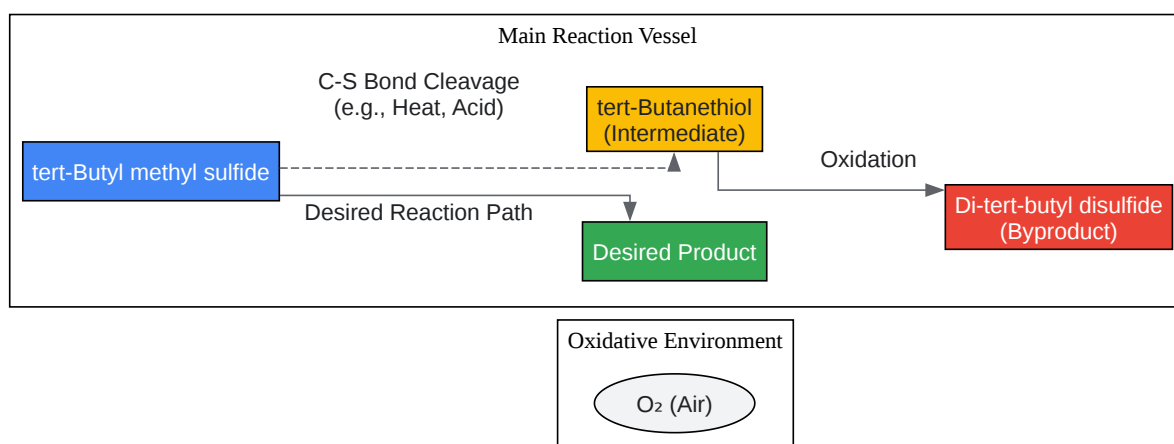 Main Reaction Vessel
C-S Bond Cleavage
(e.g., Heat, Acid)
tert-Butanethiol
(Intermediate)
tert-Butyl methyl sulfide
Oxidation
Desired Reaction Path
Di-tert-butyl disulfide
(Byproduct)
Desired Product
Oxidative Environment
O₂ (Air)